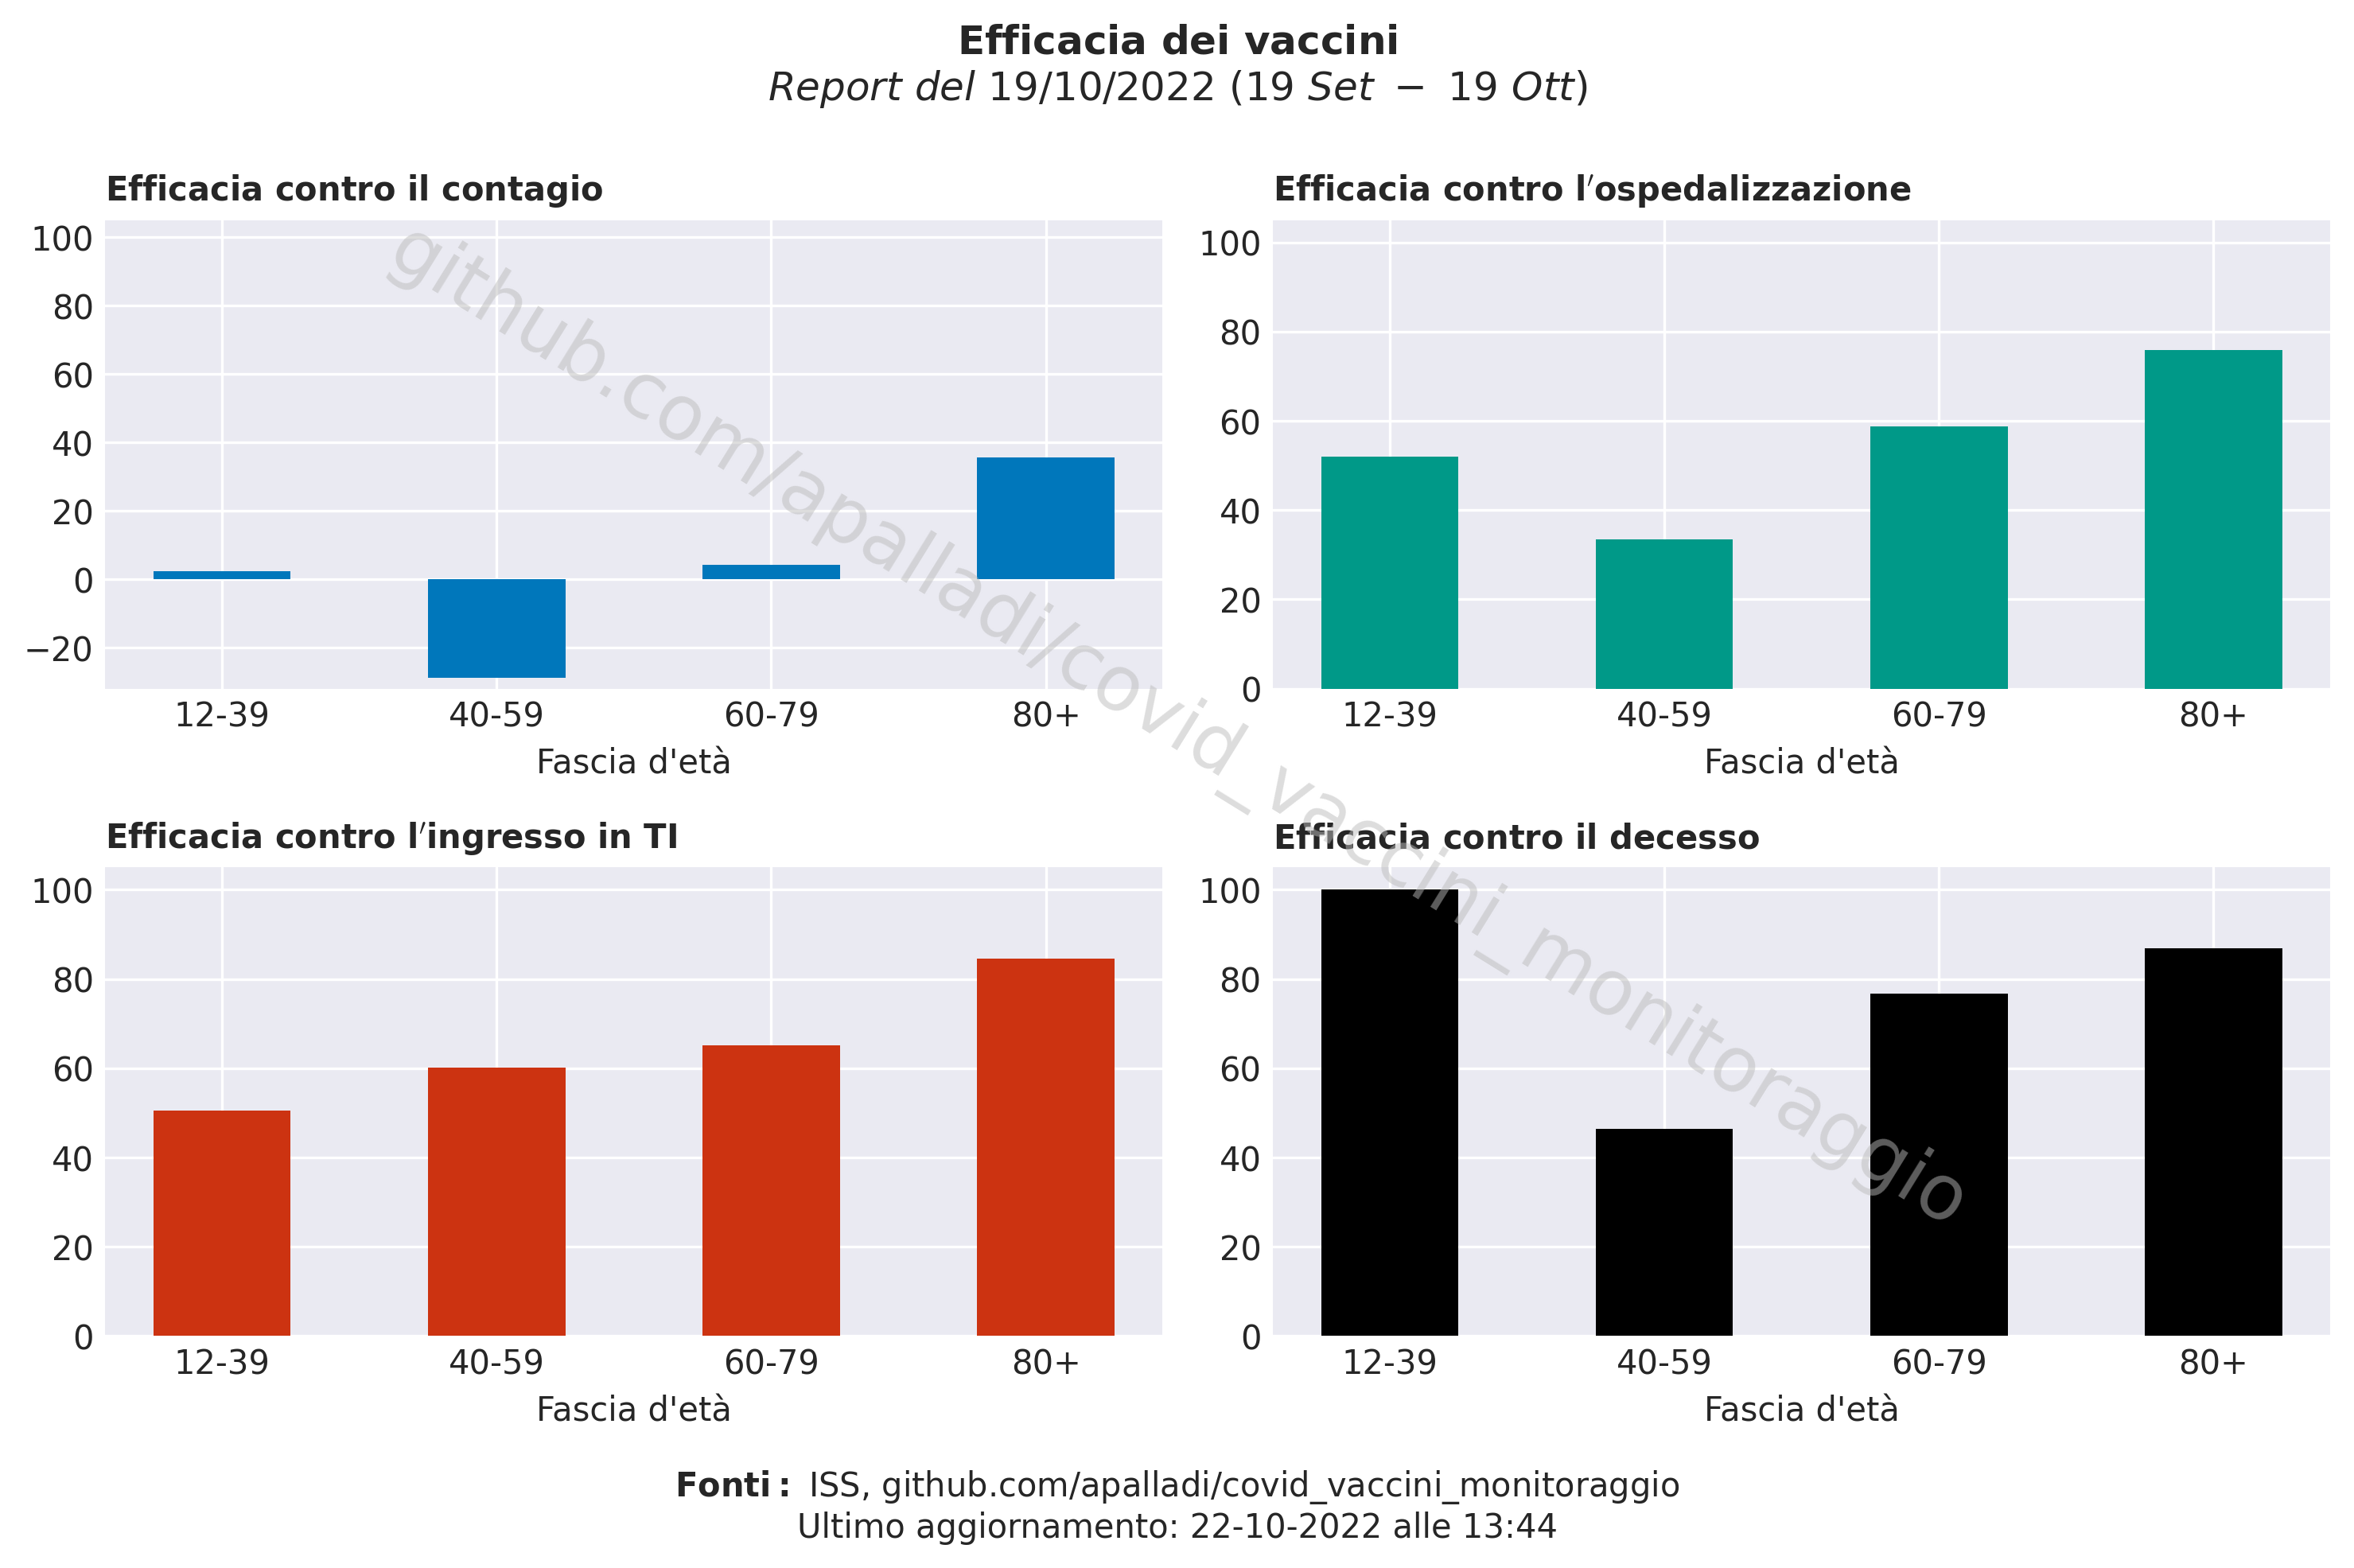 Efficacia dei vaccini
Report del 19/10/2022 (19 Set − 19 Ott)
Efficacia contro il contagio
100
80
60
40
20
0
−20
12-39 40-59 60-79 80+
Fascia d'età
Efficacia contro l′ospedalizzazione
100
80
60
40
20
0
12-39 40-59 60-79 80+
Fascia d'età
Efficacia contro l′ingresso in TI
100
80
60
40
20
0
12-39 40-59 60-79 80+
Fascia d'età
Efficacia contro il decesso
100
80
60
40
20
0
12-39 40-59 60-79 80+
Fascia d'età
github.com/apalladi/covid_vaccini_monitoraggio
Fonti: ISS, github.com/apalladi/covid_vaccini_monitoraggio
Ultimo aggiornamento: 22-10-2022 alle 13:44